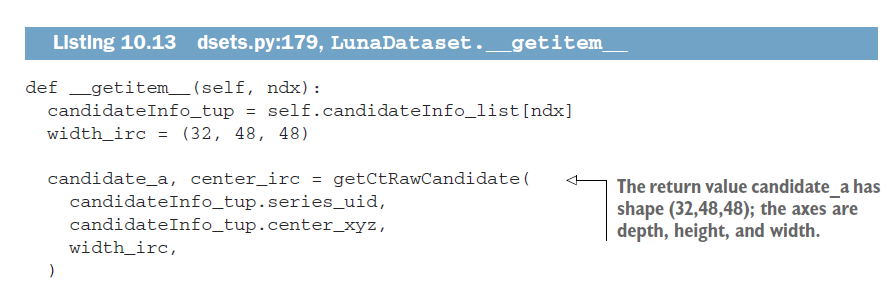 Listing 10.13 dsets.py:179, LunaDataset.__getitem__
def __getitem__(self, ndx):
  candidateInfo_tup = self.candidateInfo_list[ndx]
  width_irc = (32, 48, 48)
  candidate_a, center_irc = getCtRawCandidate(
    candidateInfo_tup.series_uid,
    candidateInfo_tup.center_xyz,
    width_irc,
  )
The return value candidate_a has
shape (32,48,48); the axes are
depth, height, and width.